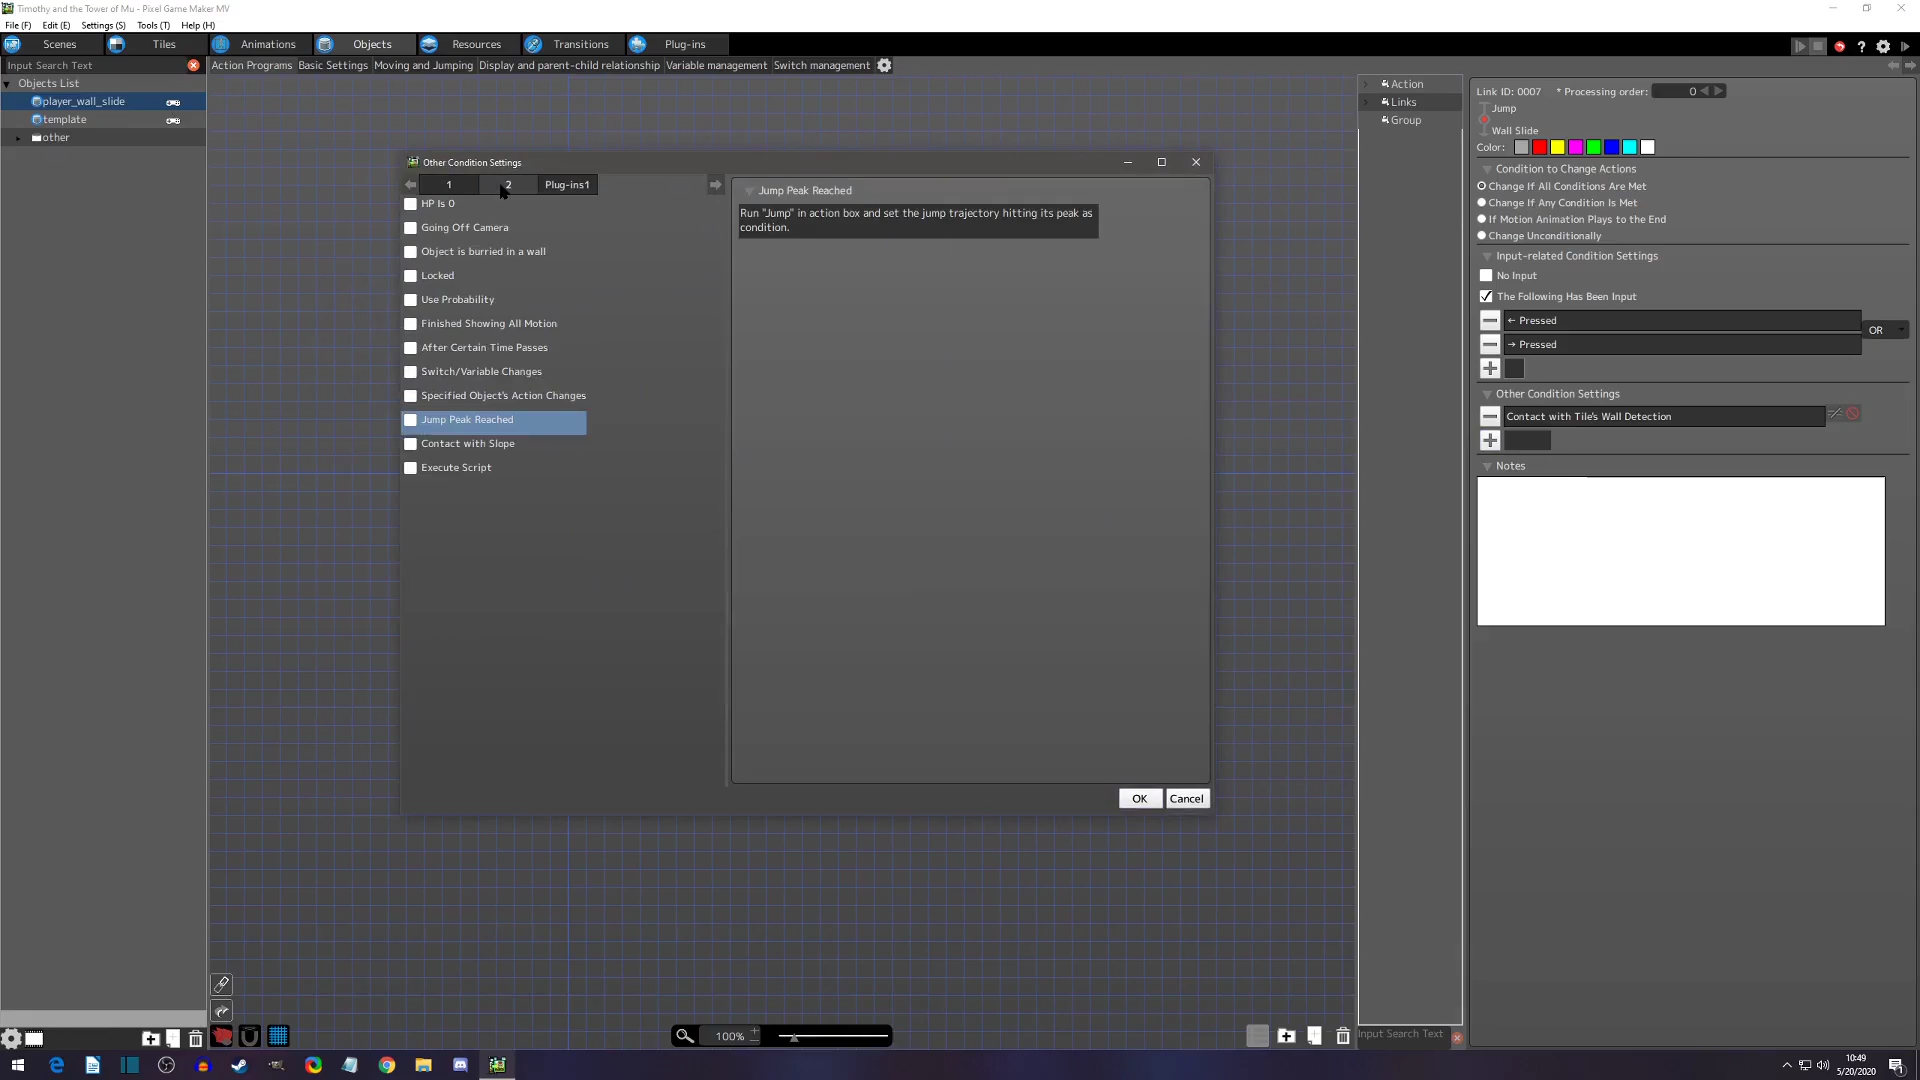 Timothy and the Tower of Mu - Pixel Game Maker MV
File (F) Edit (E) Settings (S) Tools (T) Help (H)
Scenes Tiles Animations Objects Resources Transitions Plug-ins
Input Search Text
Action Programs Basic Settings Moving and Jumping Display and parent-child relationship Variable management Switch management
Objects List
player_wall_slide
template
other
Other Condition Settings
1 2 Plug-ins1
HP Is 0
Going Off Camera
Object is burried in a wall
Locked
Use Probability
Finished Showing All Motion
After Certain Time Passes
Switch/Variable Changes
Specified Object's Action Changes
Jump Peak Reached
Contact with Slope
Execute Script
Jump Peak Reached
Run "Jump" in action box and set the jump trajectory hitting its peak as
condition.
OK Cancel
Action
Links
Group
Link ID: 0007 * Processing order: 0
Jump
Wall Slide
Color:
Condition to Change Actions
Change If All Conditions Are Met
Change If Any Condition Is Met
If Motion Animation Plays to the End
Change Unconditionally
Input-related Condition Settings
No Input
The Following Has Been Input
← Pressed
OR
→ Pressed
Other Condition Settings
Contact with Tile's Wall Detection
Notes
100%
Input Search Text
10:49
5/20/2020